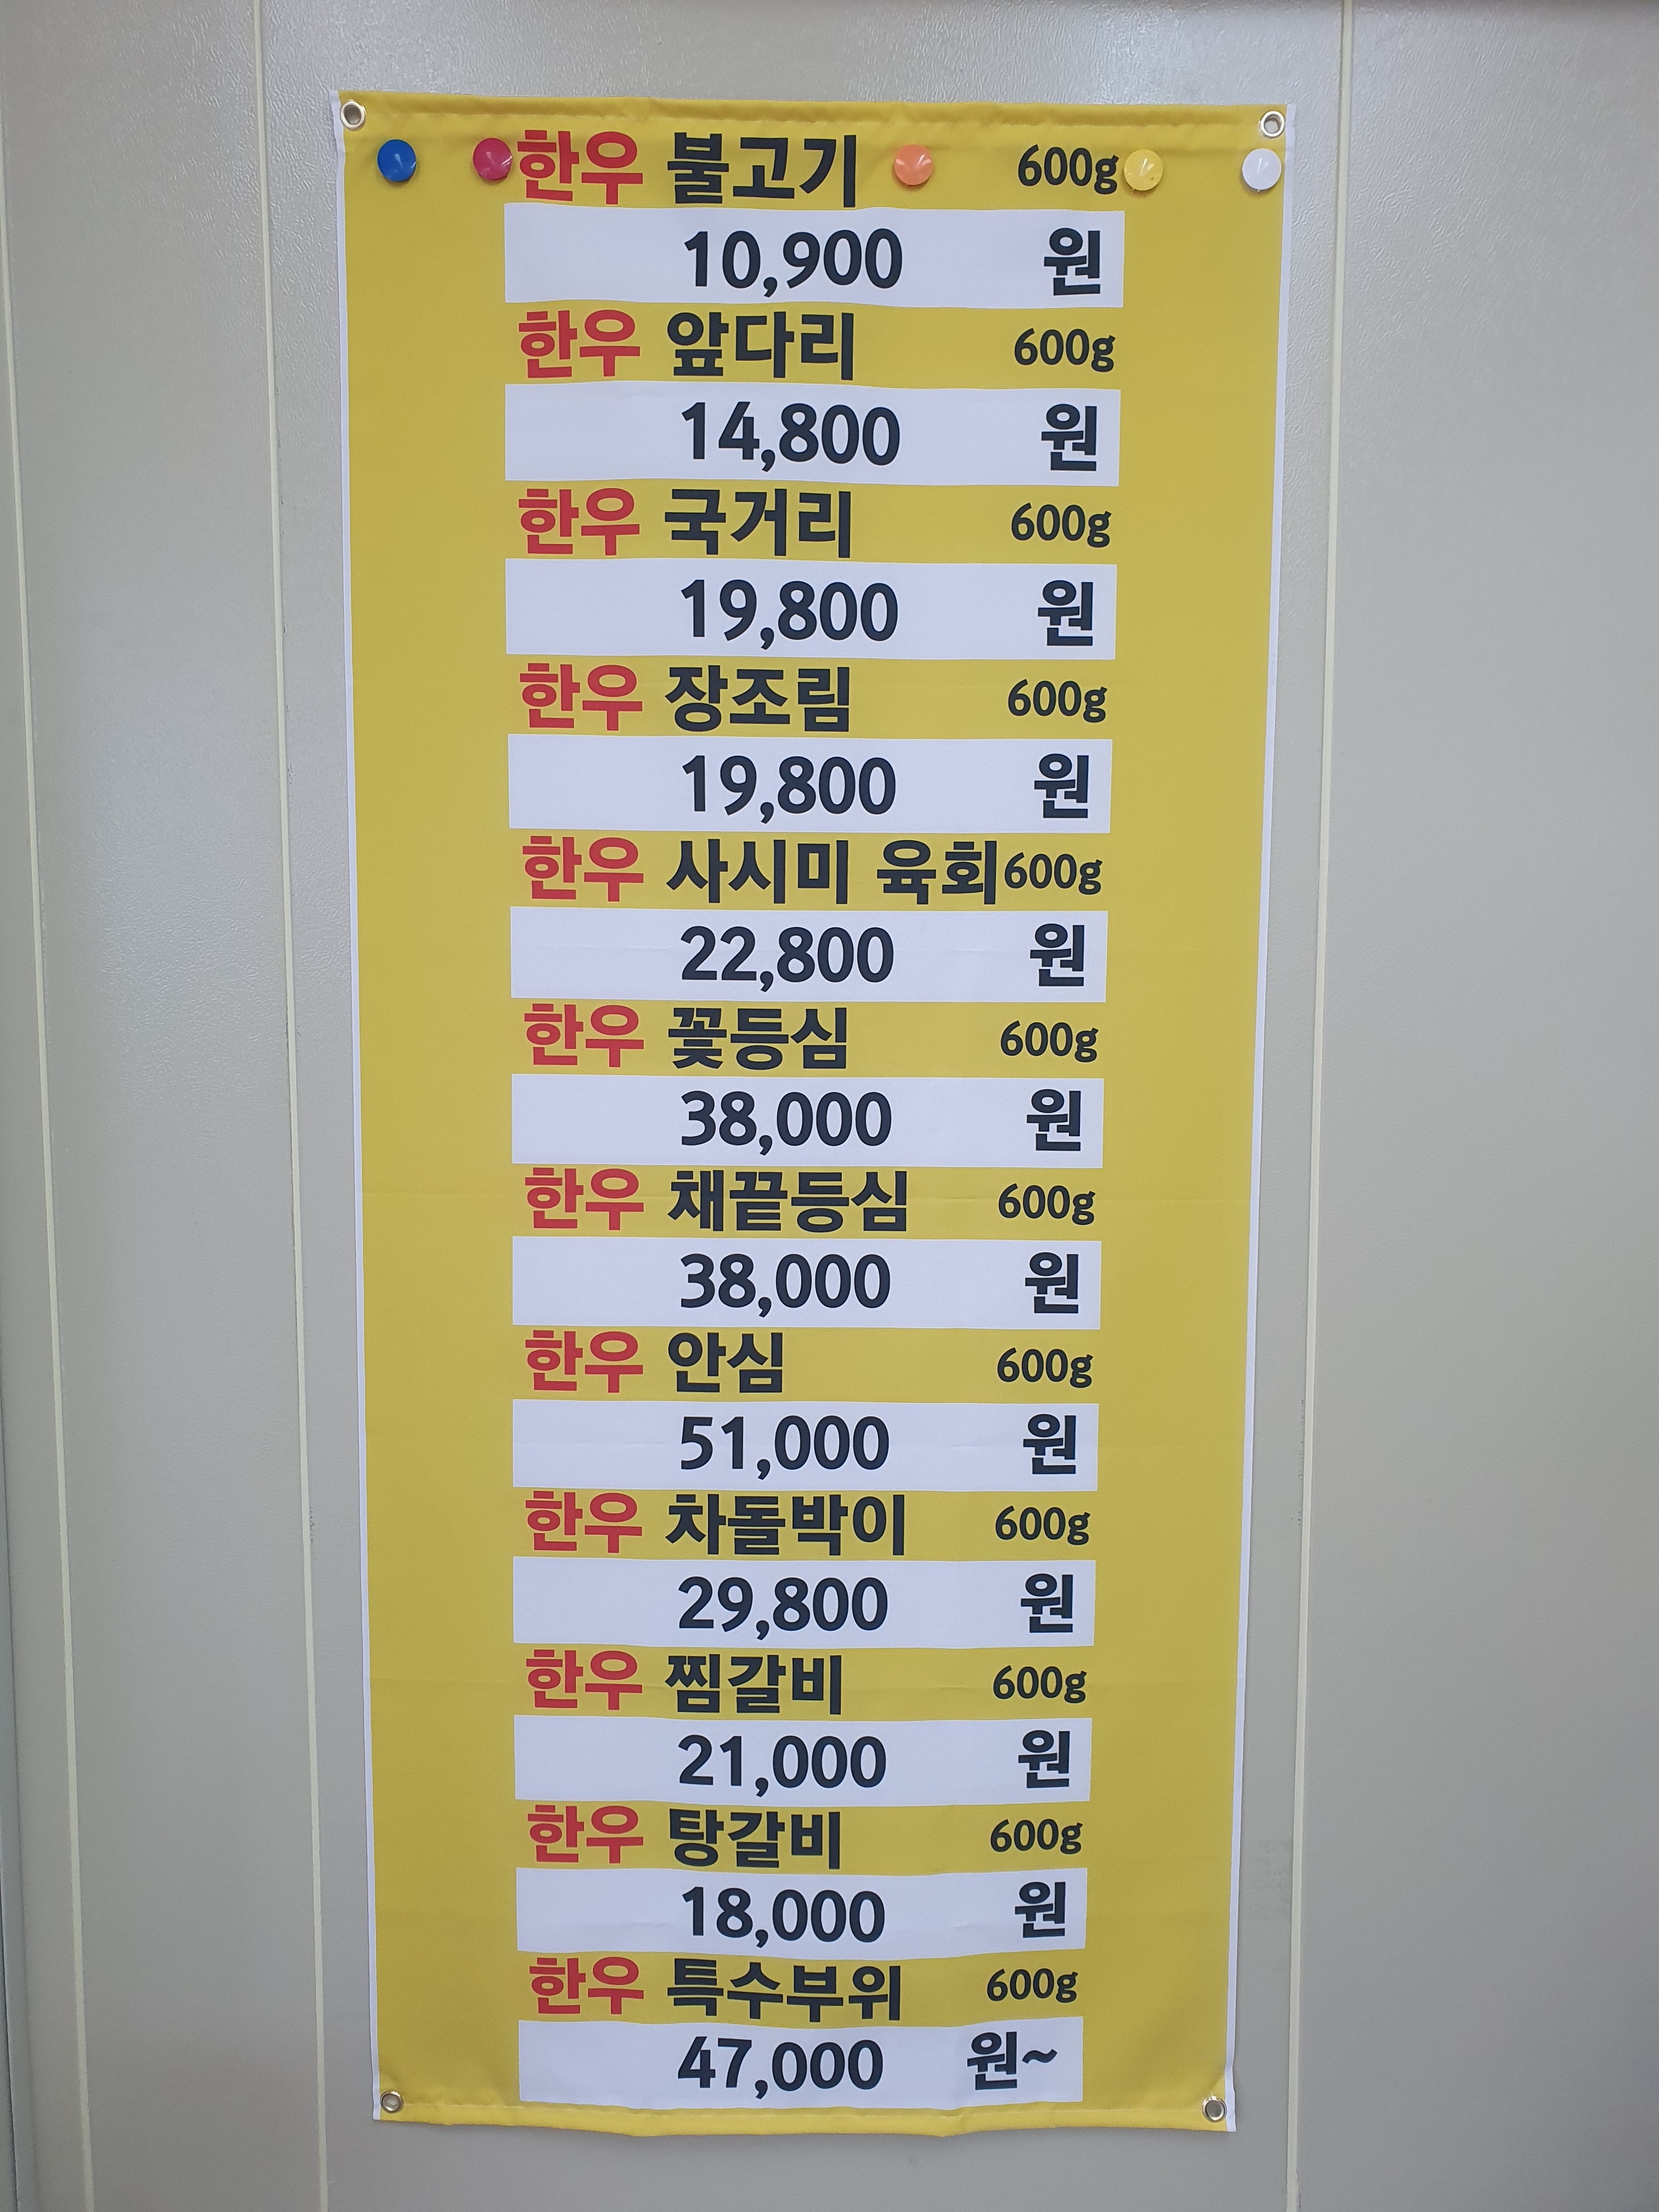 한우 불고기 600g
10,900 원
한우 앞다리 600g
14,800 원
한우 국거리 600g
19,800 원
한우 장조림 600g
19,800 원
한우 사시미 육회600g
22,800 원
한우 꽃등심 600g
38,000 원
한우 채끝등심 600g
38,000 원
한우 안심 600g
51,000 원
한우 차돌박이 600g
29,800 원
한우 찜갈비 600g
21,000 원
한우 탕갈비 600g
18,000 원
한우 특수부위 600g
47,000 원~